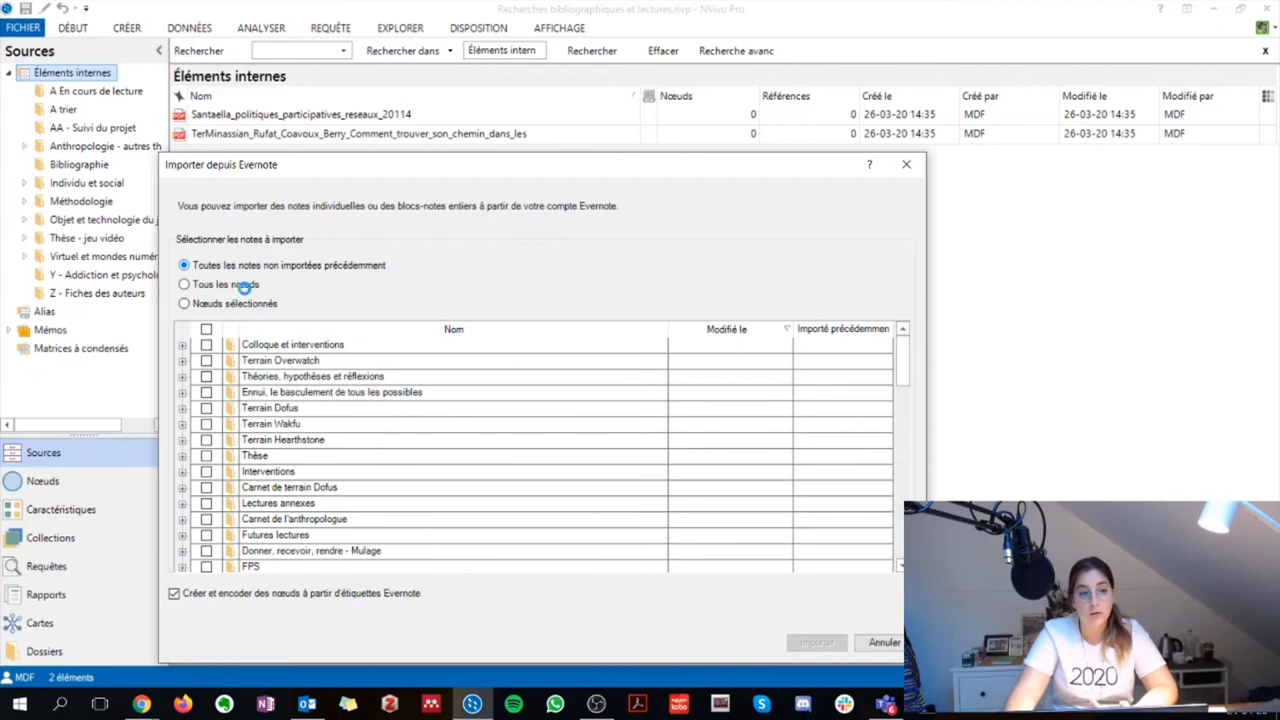 Recherches bibliographiques et lectures.nvp - NVivo Pro
FICHIER DÉBUT CRÉER DONNÉES ANALYSER REQUÊTE EXPLORER DISPOSITION AFFICHAGE
Sources
Rechercher Rechercher dans Éléments intern Rechercher Effacer Recherche avanc x
Éléments internes
A En cours de lecture
A trier
AA - Suivi du projet
Anthropologie - autres th
Bibliographie
Individu et social
Méthodologie
Objet et technologie du j
Thèse - jeu vidéo
Virtuel et mondes numér
Y - Addiction et psycholo
Z - Fiches des auteurs
Alias
Mémos
Matrices à condensés
Éléments internes
Nom Nœuds Références Créé le Créé par Modifié le Modifié par
Santaella_politiques_participatives_reseaux_20114 0 0 26-03-20 14:35 MDF 26-03-20 14:35 MDF
TerMinassian_Rufat_Coavoux_Berry_Comment_trouver_son_chemin_dans_les 0 0 26-03-20 14:35 MDF 26-03-20 14:35 MDF
Importer depuis Evernote
Vous pouvez importer des notes individuelles ou des blocs-notes entiers à partir de votre compte Evernote.
Sélectionner les notes à importer
Toutes les notes non importées précédemment
Tous les nœuds
Nœuds sélectionnés
Nom Modifié le Importé précédemmen
Colloque et interventions
Terrain Overwatch
Théories, hypothèses et réflexions
Ennui, le basculement de tous les possibles
Terrain Dofus
Terrain Wakfu
Terrain Hearthstone
Thèse
Interventions
Carnet de terrain Dofus
Lectures annexes
Carnet de l'anthropologue
Futures lectures
Donner, recevoir, rendre - Mulage
FPS
Créer et encoder des nœuds à partir d'étiquettes Evernote
Importer Annuler
Sources
Nœuds
Caractéristiques
Collections
Requêtes
Rapports
Cartes
Dossiers
MDF 2 éléments
2020